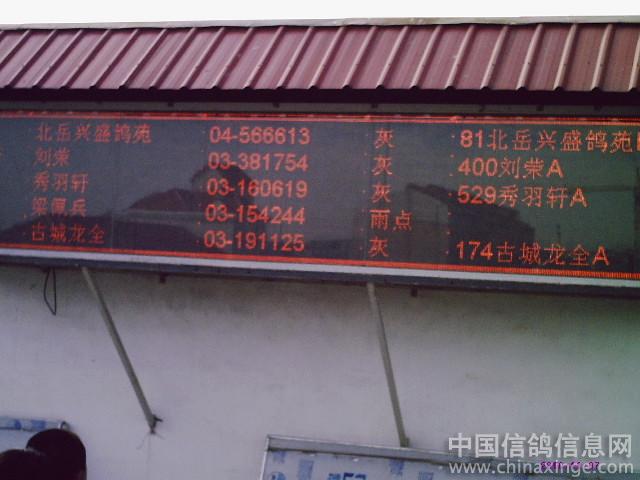 北岳兴盛鸽苑 04-566613 灰 81北岳兴盛鸽苑
刘荣 03-381754 灰 400刘荣A
秀羽轩 03-160619 灰 529秀羽轩A
梁佩兵 03-154244 雨点
古城龙全 03-191125 灰 174古城龙全A
中国信鸽信息网
www.chinaxinge.com